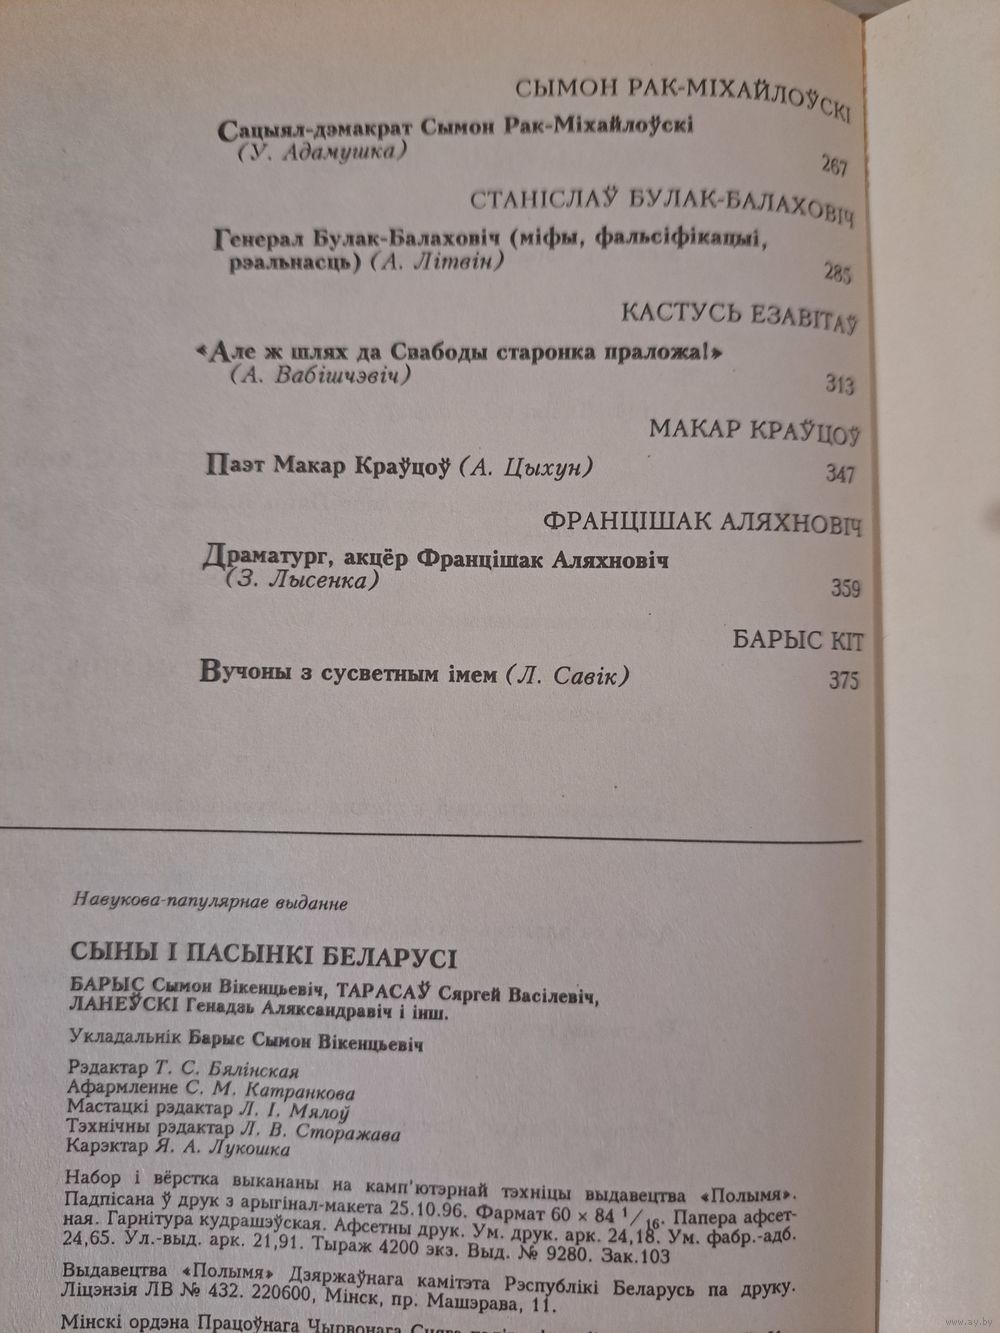 СЫМОН РАК-МІХАЙЛОЎСКІ
Сацыял-дэмакрат Сымон Рак-Міхайлоўскі
(У. Адамушка) 267
СТАНІСЛАЎ БУЛАК-БАЛАХОВІЧ
Генерал Булак-Балаховіч (міфы, фальсіфікацыі,
рэальнасць) (А. Літвін) 285
КАСТУСЬ ЕЗАВІТАЎ
«Але ж шлях да Свабоды старонка праложа!»
(А. Вабішчэвіч) 313
МАКАР КРАЎЦОЎ
Паэт Макар Краўцоў (А. Цыхун) 347
ФРАНЦІШАК АЛЯХНОВІЧ
Драматург, акцёр Францішак Аляхновіч
(З. Лысенка) 359
БАРЫС КІТ
Вучоны з сусветным імем (Л. Савік) 375
Навукова-папулярнае выданне
СЫНЫ І ПАСЫНКІ БЕЛАРУСІ
БАРЫС Сымон Вікенцьевіч, ТАРАСАЎ Сяргей Васілевіч,
ЛАНЕЎСКІ Генадзь Аляксандравіч і інш.
Укладальнік Барыс Сымон Вікенцьевіч
Рэдактар Т. С. Бялінская
Афармленне С. М. Катранкова
Мастацкі рэдактар Л. І. Мялоў
Тэхнічны рэдактар Л. В. Старажава
Карэктар Я. А. Лукошка
Набор і вёрстка выкананы на камп'ютэрнай тэхніцы выдавецтва «Полымя».
Падпісана ў друк з арыгінал-макета 25.10.96. Фармат 60 × 84 1/16. Папера афсет-
ная. Гарнітура кудрашэўская. Афсетны друк. Ум. друк. арк. 24,18. Ум. фабр.-адб.
24,65. Ул.-выд. арк. 21,91. Тыраж 4200 экз. Выд. № 9280. Зак.103
Выдавецтва «Полымя» Дзяржаўнага камітэта Рэспублікі Беларусь па друку.
Ліцэнзія ЛВ № 432. 220600, Мінск, пр. Машэрава, 11.
Мінскі ордэна Працоўнага Чырвонага
www.ay.by